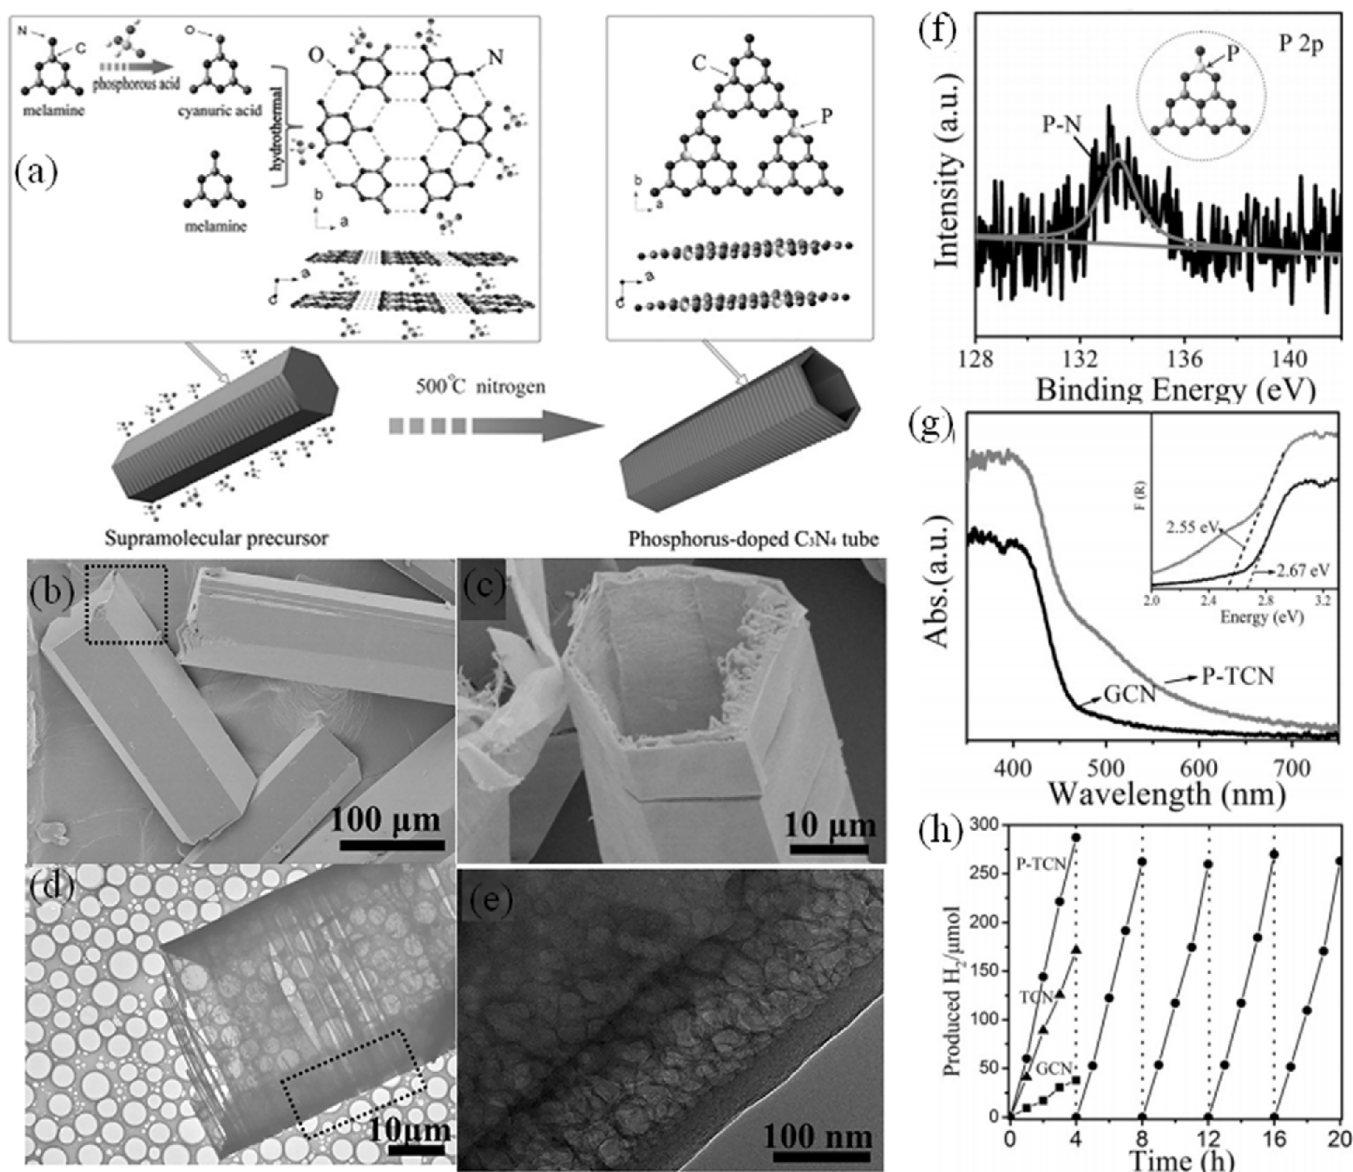 (a)
N
C
melamine
phosphorous acid
O
cyanuric acid
melamine
hydrothermal
O
N
b
a
a
c
C
P
b
a
a
c
500°C nitrogen
Supramolecular precursor
Phosphorus-doped C₃N₄ tube
(b)
100 μm
(c)
10 μm
(d)
10μm
(e)
100 nm
(f)
P 2p
P
P-N
Intensity (a.u.)
128 132 136 140
Binding Energy (eV)
(g)
Abs.(a.u.)
F (R)
2.55 eV
2.67 eV
2.0 2.4 2.8 3.2
Energy (eV)
GCN
P-TCN
400 500 600 700
Wavelength (nm)
(h)
Produced H₂/μmol
300
250
200
150
100
50
0
P-TCN
TCN
GCN
0 4 8 12 16 20
Time (h)